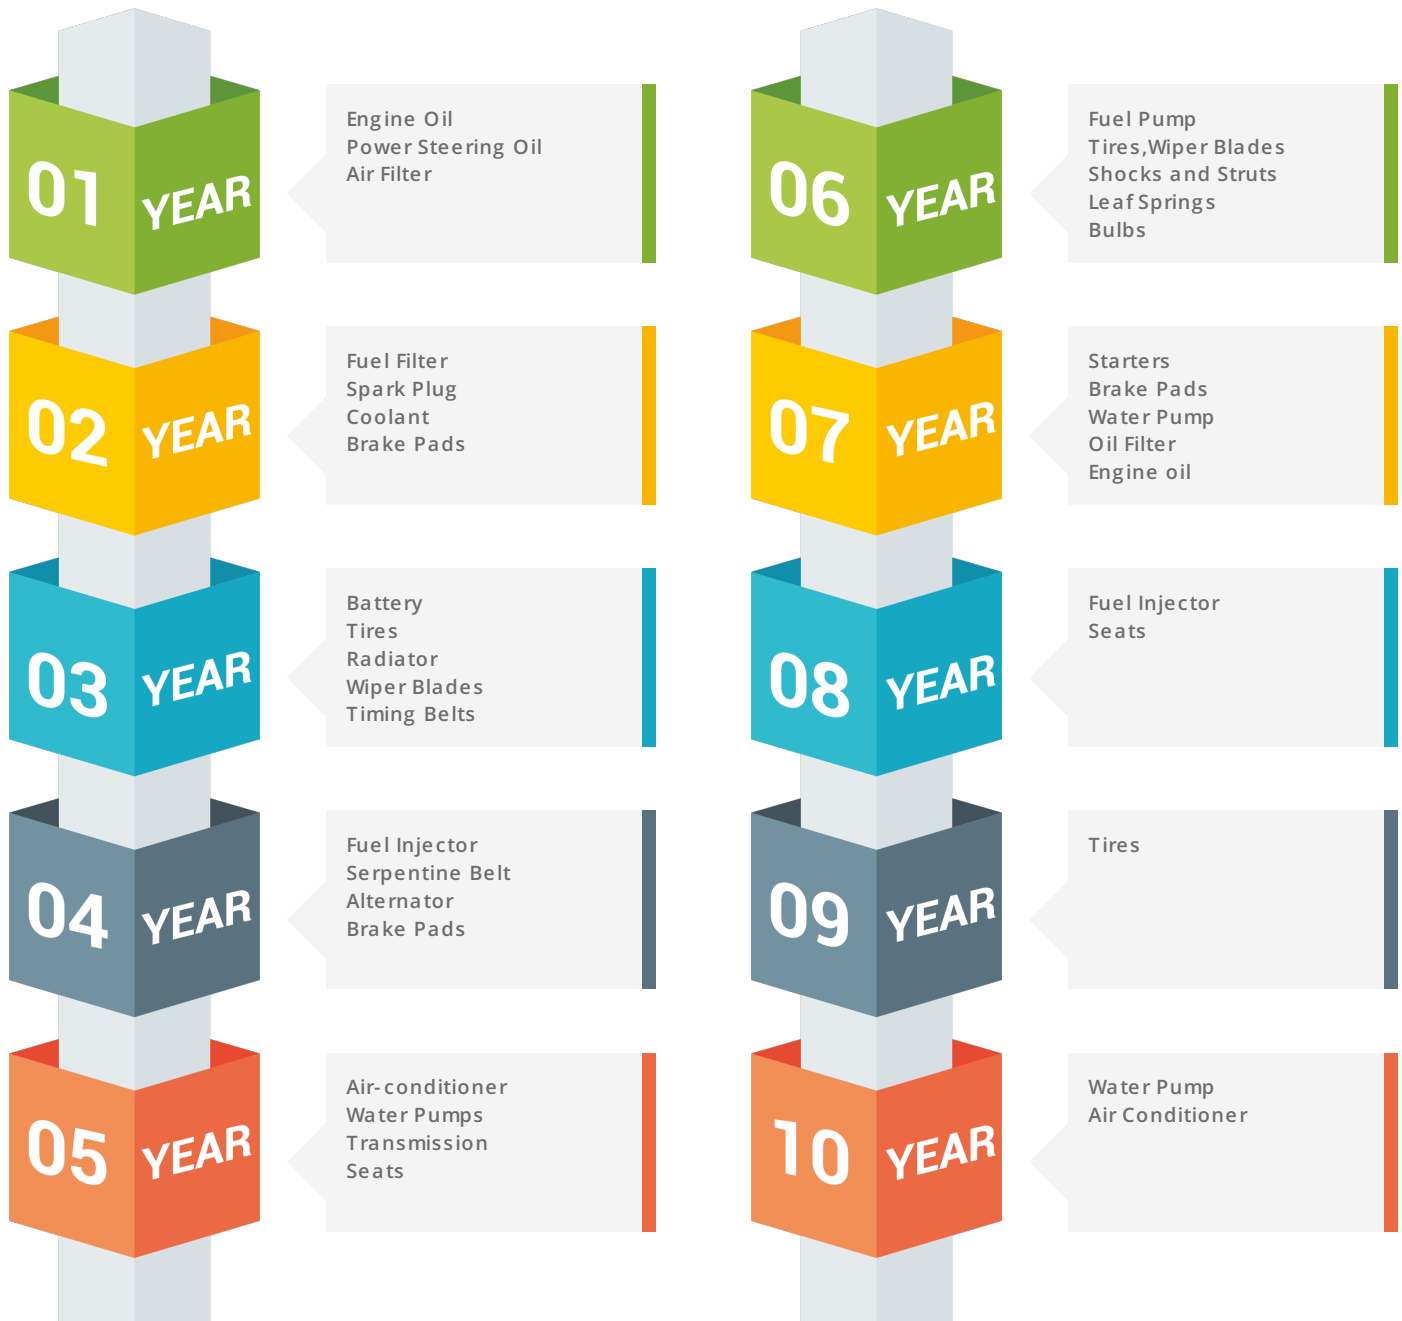 01 YEAR
Engine Oil
Power Steering Oil
Air Filter
02 YEAR
Fuel Filter
Spark Plug
Coolant
Brake Pads
03 YEAR
Battery
Tires
Radiator
Wiper Blades
Timing Belts
04 YEAR
Fuel Injector
Serpentine Belt
Alternator
Brake Pads
05 YEAR
Air-conditioner
Water Pumps
Transmission
Seats
06 YEAR
Fuel Pump
Tires,Wiper Blades
Shocks and Struts
Leaf Springs
Bulbs
07 YEAR
Starters
Brake Pads
Water Pump
Oil Filter
Engine oil
08 YEAR
Fuel Injector
Seats
09 YEAR
Tires
10 YEAR
Water Pump
Air Conditioner